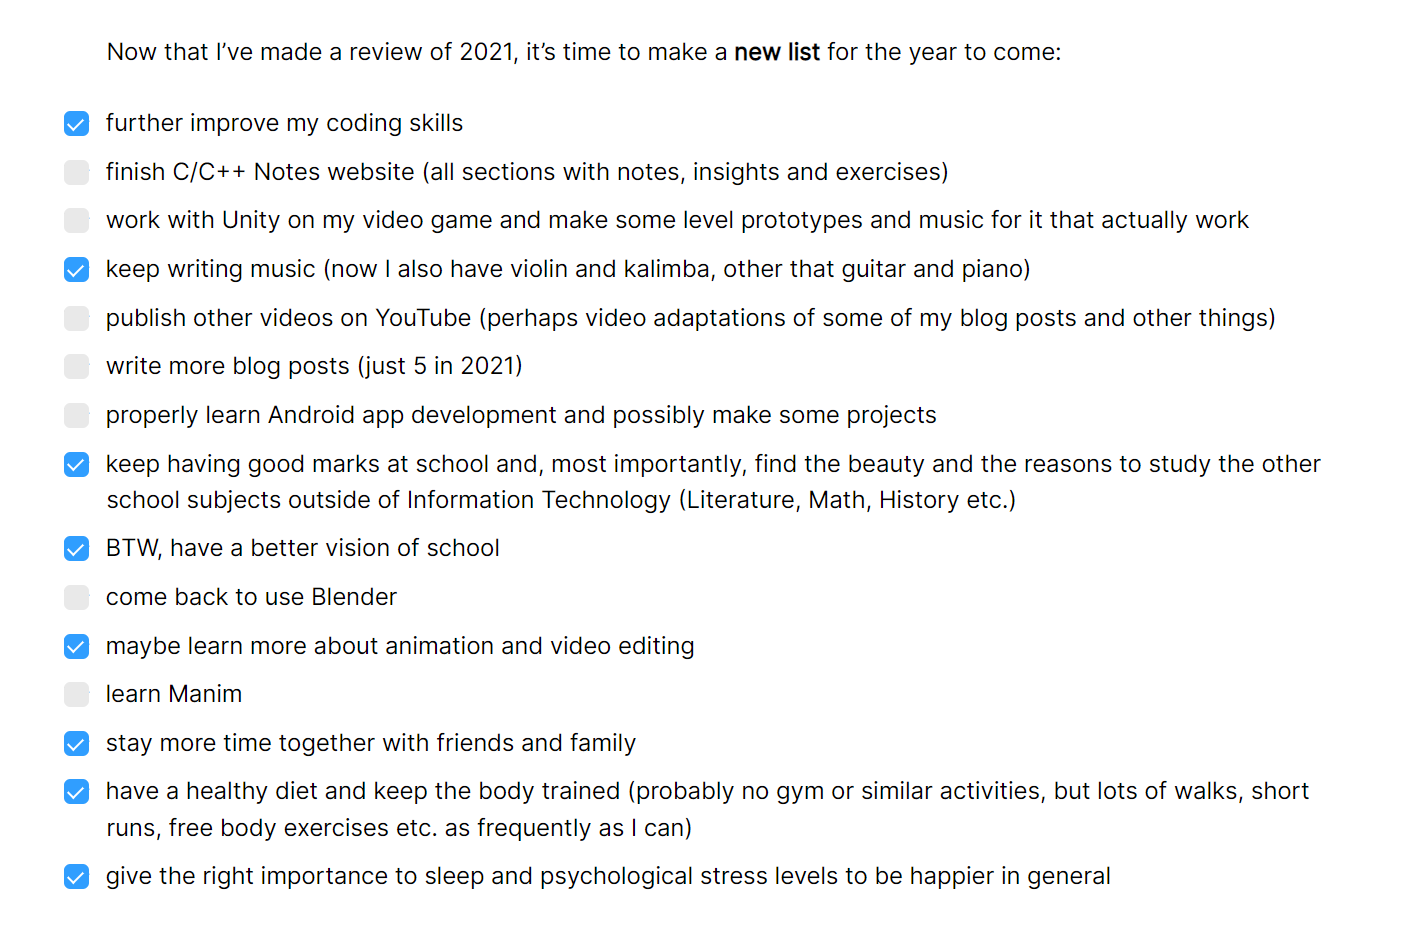 Now that I’ve made a review of 2021, it’s time to make a new list for the year to come:
further improve my coding skills
finish C/C++ Notes website (all sections with notes, insights and exercises)
work with Unity on my video game and make some level prototypes and music for it that actually work
keep writing music (now I also have violin and kalimba, other that guitar and piano)
publish other videos on YouTube (perhaps video adaptations of some of my blog posts and other things)
write more blog posts (just 5 in 2021)
properly learn Android app development and possibly make some projects
keep having good marks at school and, most importantly, find the beauty and the reasons to study the other
school subjects outside of Information Technology (Literature, Math, History etc.)
BTW, have a better vision of school
come back to use Blender
maybe learn more about animation and video editing
learn Manim
stay more time together with friends and family
have a healthy diet and keep the body trained (probably no gym or similar activities, but lots of walks, short
runs, free body exercises etc. as frequently as I can)
give the right importance to sleep and psychological stress levels to be happier in general